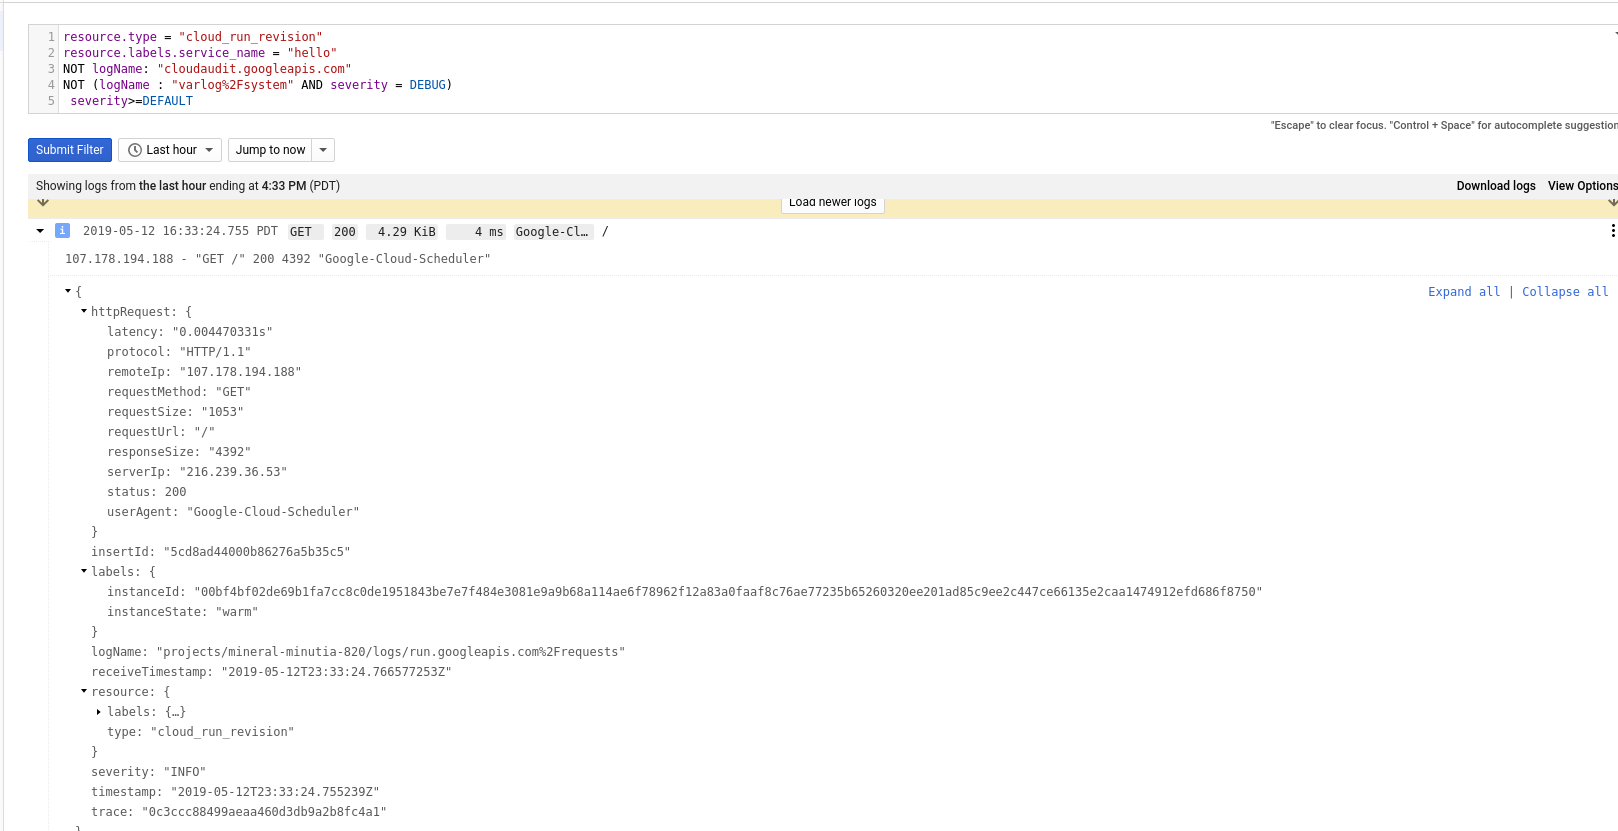 1 resource.type = "cloud_run_revision"
2 resource.labels.service_name = "hello"
3 NOT logName: "cloudaudit.googleapis.com"
4 NOT (logName : "varlog%2Fsystem" AND severity = DEBUG)
5 severity>=DEFAULT
"Escape" to clear focus. "Control + Space" for autocomplete suggestion
Submit Filter Last hour Jump to now
Showing logs from the last hour ending at 4:33 PM (PDT) Download logs View Options
Load newer logs
i 2019-05-12 16:33:24.755 PDT GET 200 4.29 KiB 4 ms Google-Cl… /
107.178.194.188 - "GET /" 200 4392 "Google-Cloud-Scheduler"
{ Expand all | Collapse all
httpRequest: {
latency: "0.004470331s"
protocol: "HTTP/1.1"
remoteIp: "107.178.194.188"
requestMethod: "GET"
requestSize: "1053"
requestUrl: "/"
responseSize: "4392"
serverIp: "216.239.36.53"
status: 200
userAgent: "Google-Cloud-Scheduler"
}
insertId: "5cd8ad44000b86276a5b35c5"
labels: {
instanceId: "00bf4bf02de69b1fa7cc8c0de1951843be7e7f484e3081e9a9b68a114ae6f78962f12a83a0faaf8c76ae77235b65260320ee201ad85c9ee2c447ce66135e2caa1474912efd686f8750"
instanceState: "warm"
}
logName: "projects/mineral-minutia-820/logs/run.googleapis.com%2Frequests"
receiveTimestamp: "2019-05-12T23:33:24.766577253Z"
resource: {
labels: {…}
type: "cloud_run_revision"
}
severity: "INFO"
timestamp: "2019-05-12T23:33:24.755239Z"
trace: "0c3ccc88499aeaa460d3db9a2b8fc4a1"
}